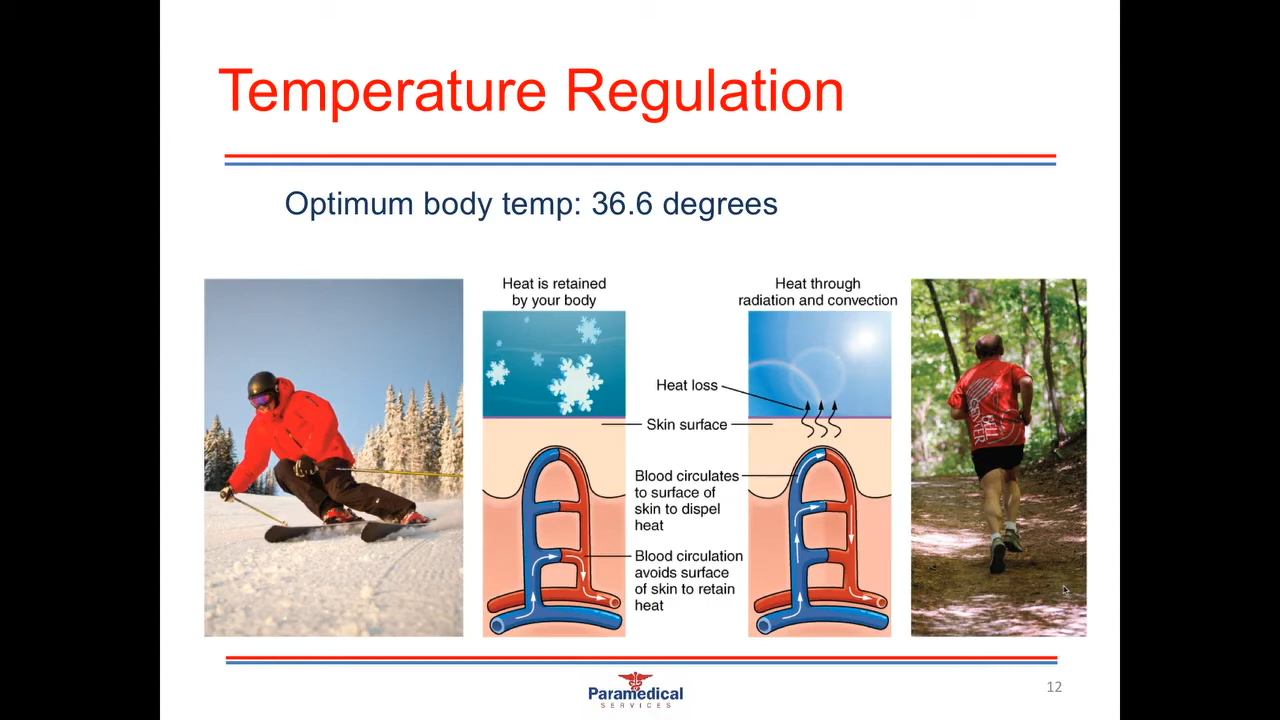 Temperature Regulation
Optimum body temp: 36.6 degrees
Heat is retained
by your body
Heat through
radiation and convection
Heat loss
Skin surface
Blood circulates
to surface of
skin to dispel
heat
Blood circulation
avoids surface
of skin to retain
heat
Paramedical
SERVICES
12